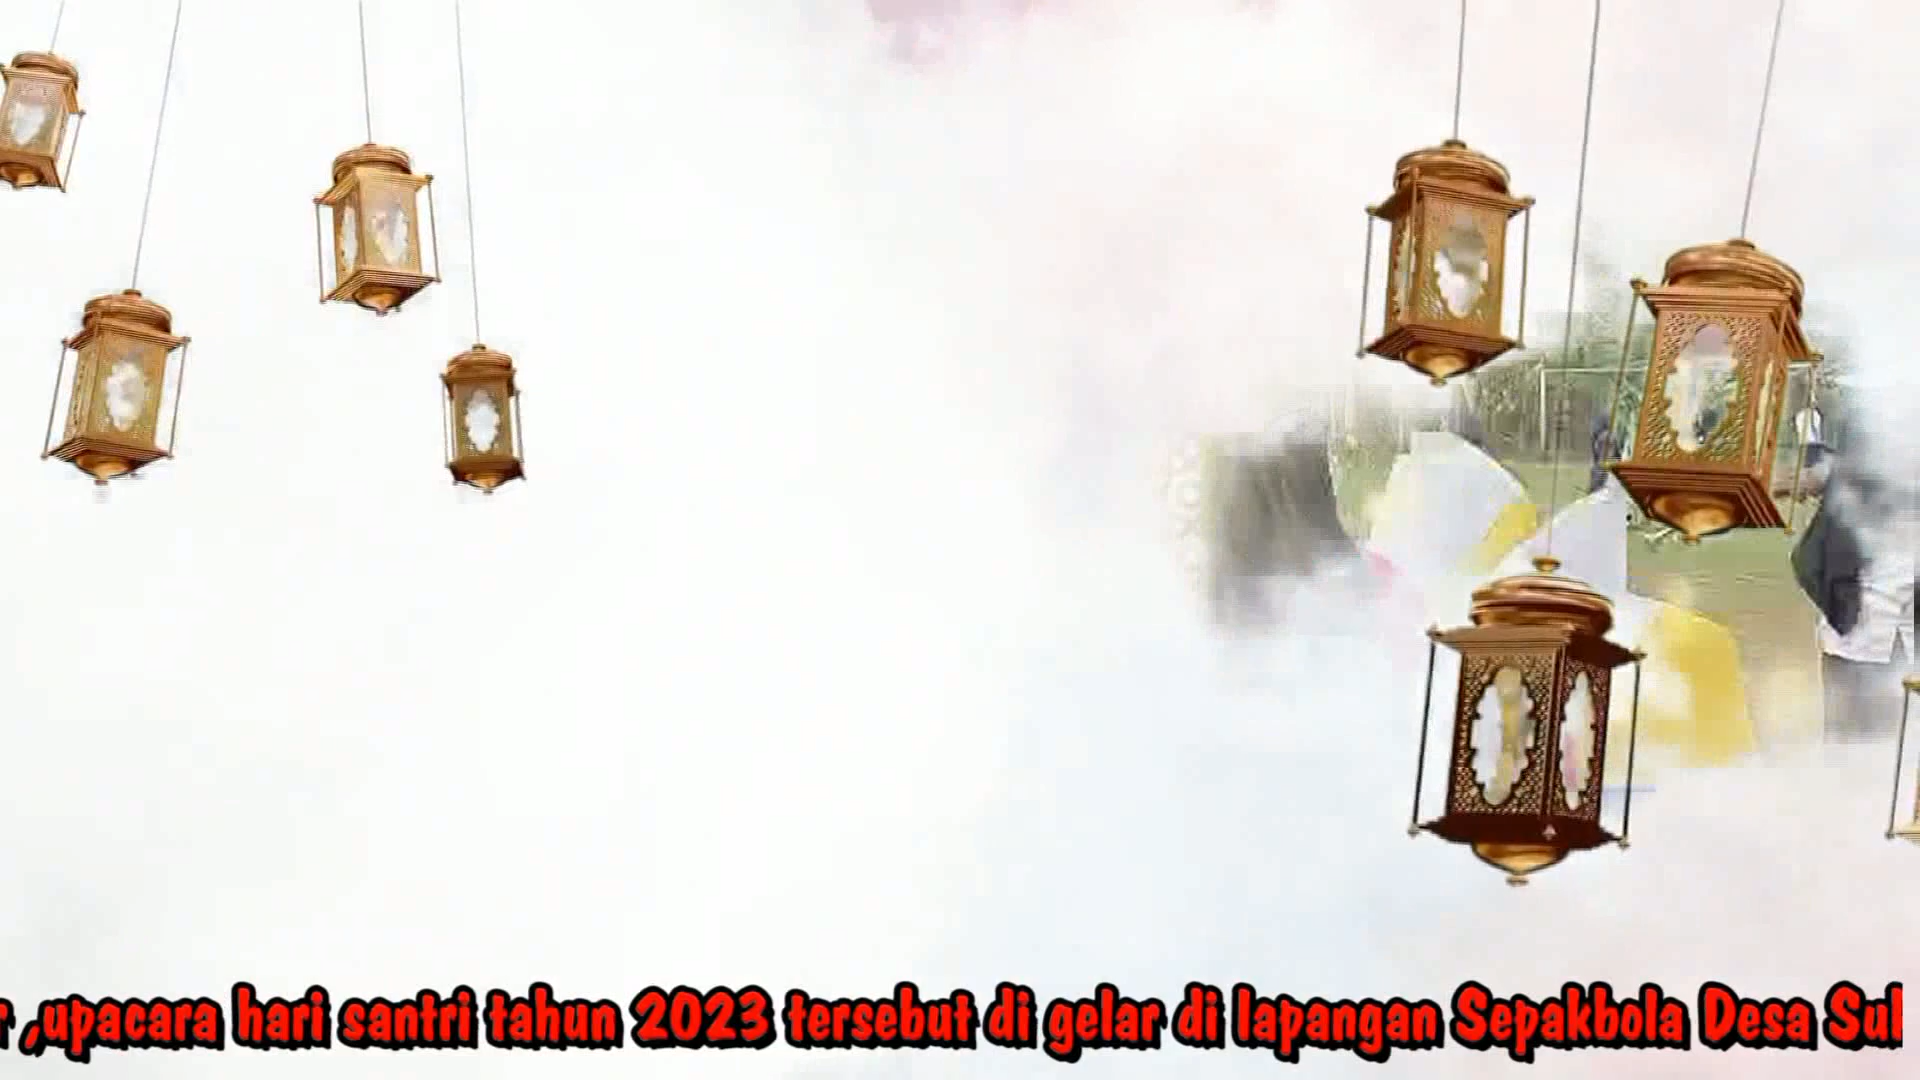 ,upacara hari santri tahun 2023 tersebut di gelar di lapangan Sepakbola Desa